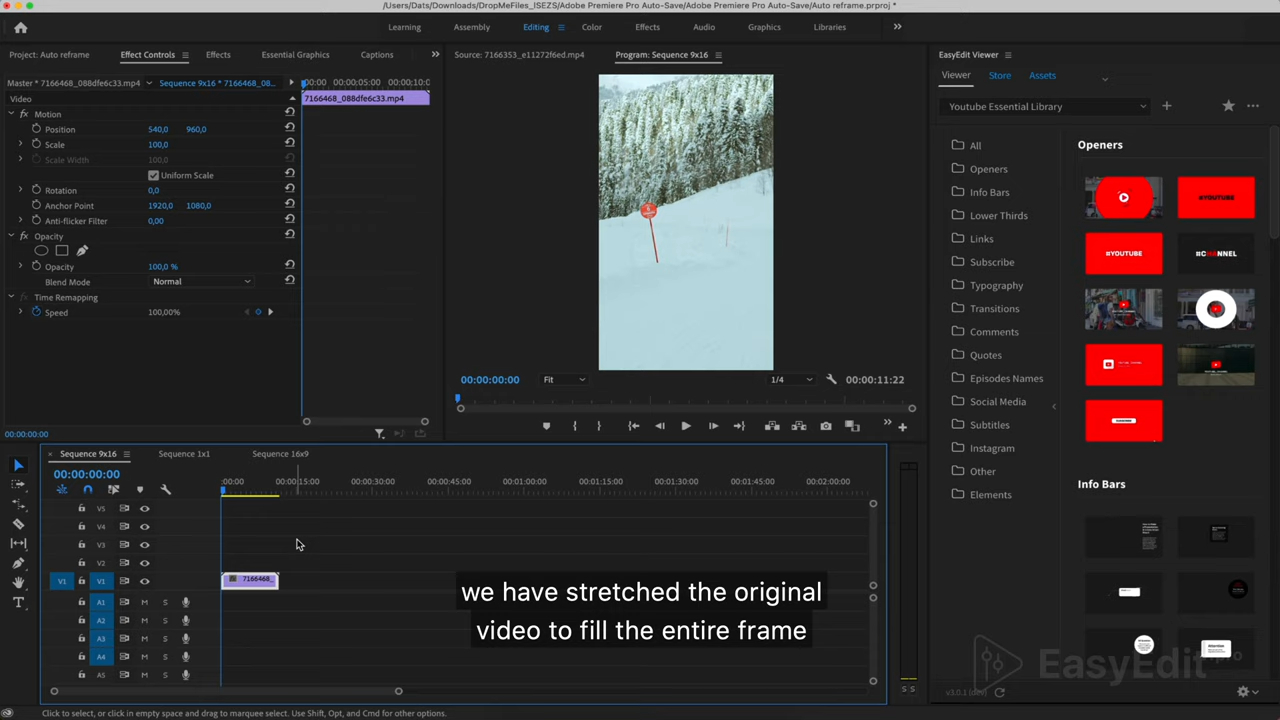 /Users/Dats/Downloads/DropMeFiles_ISEZS/Adobe Premiere Pro Auto-Save/Adobe Premiere Pro Auto-Save/Auto reframe.prproj *
Learning
Assembly
Editing
Color
Effects
Audio
Graphics
Libraries
Project: Auto reframe
Effect Controls
Effects
Essential Graphics
Captions
Source: 7166353_e11272f6ed.mp4
Program: Sequence 9x16
EasyEdit Viewer
Viewer
Store
Assets
Master * 7166468_088dfe6c33.mp4
Sequence 9x16 * 7166468_08...
:00:00
00:00:05:00
00:00:10:0
Video
7166468_088dfe6c33.mp4
Motion
Position
540,0
960,0
Scale
100,0
Scale Width
100,0
Uniform Scale
Rotation
0,0
Anchor Point
1920,0
1080,0
Anti-flicker Filter
0,00
Opacity
Opacity
100,0 %
Blend Mode
Normal
Time Remapping
Speed
100,00%
00:00:00:00
00:00:00:00
Fit
1/4
00:00:11:22
Youtube Essential Library
All
Openers
Info Bars
Lower Thirds
Links
Subscribe
Typography
Transitions
Comments
Quotes
Episodes Names
Social Media
Subtitles
Instagram
Other
Elements
Openers
#YOUTUBE
#YOUTUBE
#CHANNEL
Info Bars
Sequence 9x16
Sequence 1x1
Sequence 16x9
00:00:00:00
:00:00
00:00:15:00
00:00:30:00
00:00:45:00
00:01:00:00
00:01:15:00
00:01:30:00
00:01:45:00
00:02:00:00
V5
V4
V3
V2
V1
V1
7166468_
A1
M
S
A2
M
S
A3
M
S
A4
M
S
A5
M
S
we have stretched the original
video to fill the entire frame
S S
EasyEdit.pro
v3.0.1 (dev)
Click to select, or click in empty space and drag to marquee select. Use Shift, Opt, and Cmd for other options.